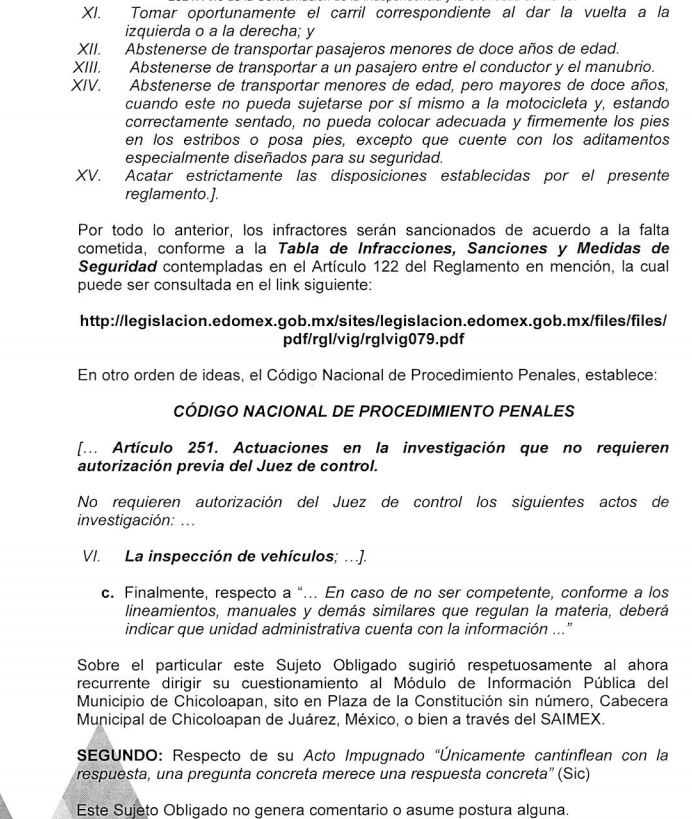 XI. Tomar oportunamente el carril correspondiente al dar la vuelta a la
izquierda o a la derecha; y
XII. Abstenerse de transportar pasajeros menores de doce años de edad.
XIII. Abstenerse de transportar a un pasajero entre el conductor y el manubrio.
XIV. Abstenerse de transportar menores de edad, pero mayores de doce años,
cuando este no pueda sujetarse por sí mismo a la motocicleta y, estando
correctamente sentado, no pueda colocar adecuada y firmemente los pies
en los estribos o posa pies, excepto que cuente con los aditamentos
especialmente diseñados para su seguridad.
XV. Acatar estrictamente las disposiciones establecidas por el presente
reglamento.].
Por todo lo anterior, los infractores serán sancionados de acuerdo a la falta
cometida, conforme a la Tabla de Infracciones, Sanciones y Medidas de
Seguridad contempladas en el Artículo 122 del Reglamento en mención, la cual
puede ser consultada en el link siguiente:
http://legislacion.edomex.gob.mx/sites/legislacion.edomex.gob.mx/files/files/
pdf/rgl/vig/rglvig079.pdf
En otro orden de ideas, el Código Nacional de Procedimiento Penales, establece:
CÓDIGO NACIONAL DE PROCEDIMIENTO PENALES
[... Artículo 251. Actuaciones en la investigación que no requieren
autorización previa del Juez de control.
No requieren autorización del Juez de control los siguientes actos de
investigación: ...
VI. La inspección de vehículos; ...].
c. Finalmente, respecto a “... En caso de no ser competente, conforme a los
lineamientos, manuales y demás similares que regulan la materia, deberá
indicar que unidad administrativa cuenta con la información ...”
Sobre el particular este Sujeto Obligado sugirió respetuosamente al ahora
recurrente dirigir su cuestionamiento al Módulo de Información Pública del
Municipio de Chicoloapan, sito en Plaza de la Constitución sin número, Cabecera
Municipal de Chicoloapan de Juárez, México, o bien a través del SAIMEX.
SEGUNDO: Respecto de su Acto Impugnado “Únicamente cantinflean con la
respuesta, una pregunta concreta merece una respuesta concreta” (Sic)
Este Sujeto Obligado no genera comentario o asume postura alguna.